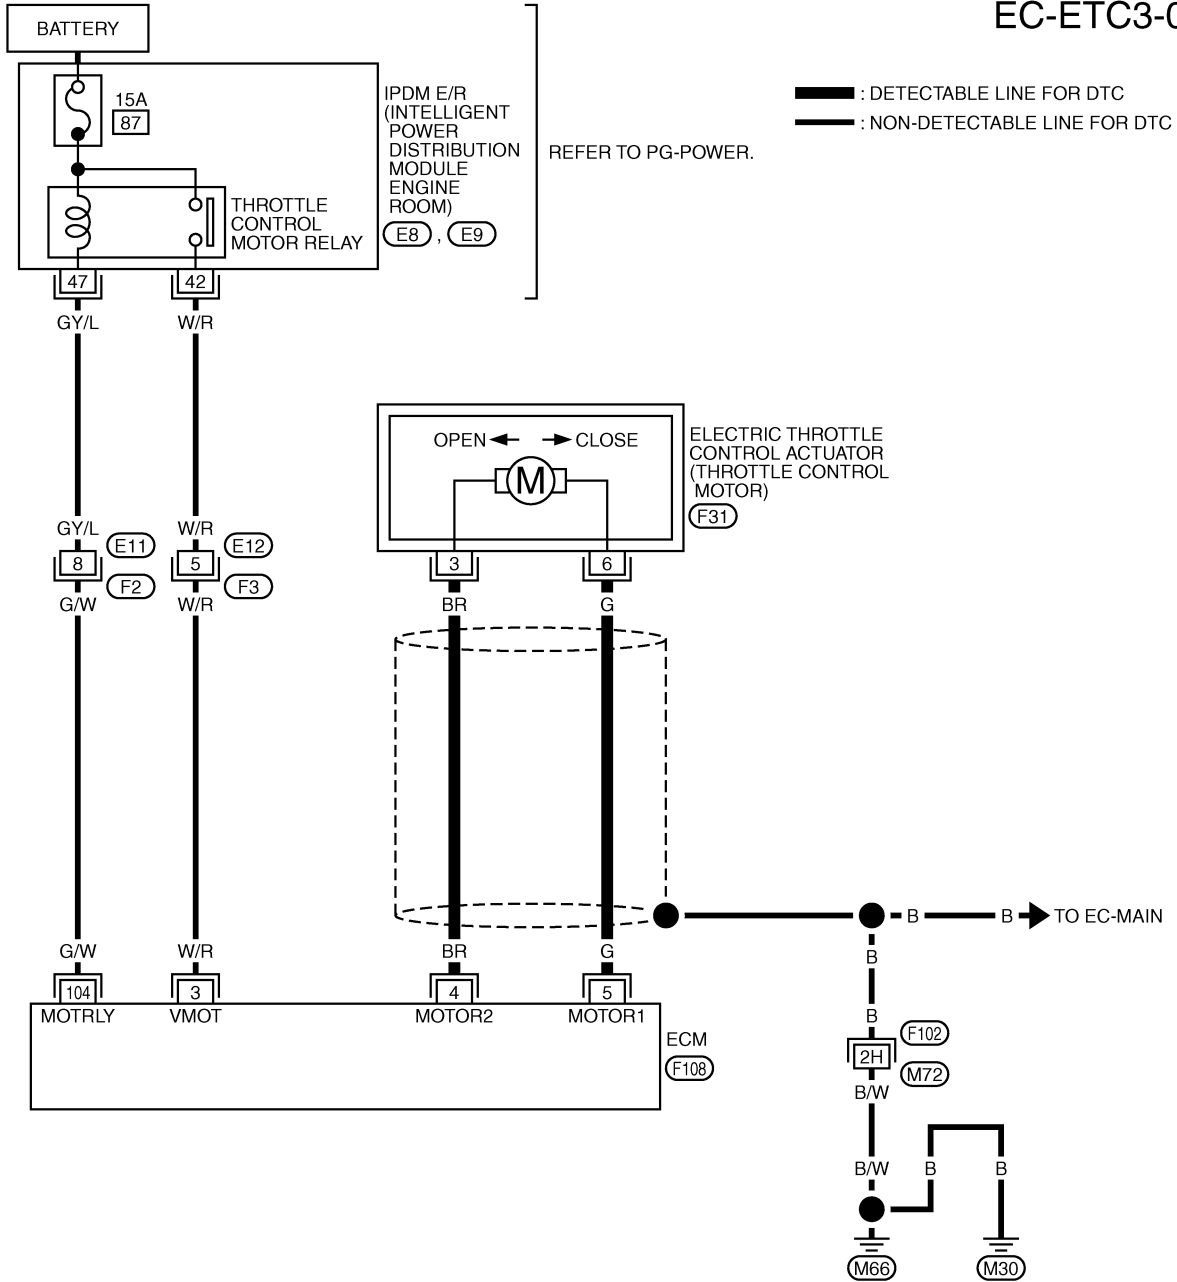 EC-ETC3-0
BATTERY
15A
87
IPDM E/R
(INTELLIGENT
POWER
DISTRIBUTION
MODULE
ENGINE
ROOM)
E8 , E9
REFER TO PG-POWER.
: DETECTABLE LINE FOR DTC
: NON-DETECTABLE LINE FOR DTC
THROTTLE
CONTROL
MOTOR RELAY
47 42
GY/L W/R
OPEN CLOSE
M
ELECTRIC THROTTLE
CONTROL ACTUATOR
(THROTTLE CONTROL
MOTOR)
F31
GY/L W/R
8 E11 5 E12
F2 F3
G/W W/R
3 6
BR G
B B TO EC-MAIN
G/W W/R BR G
104 3 4 5
MOTRLY VMOT MOTOR2 MOTOR1
ECM
F108
B
B
F102
2H
M72
B/W
B/W B B
M66 M30